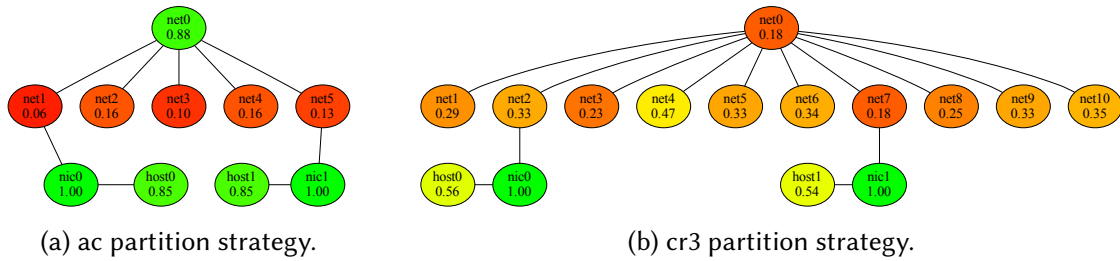 net0
0.88
net1
0.06
net2
0.16
net3
0.10
net4
0.16
net5
0.13
nic0
1.00
host0
0.85
host1
0.85
nic1
1.00
(a) ac partition strategy.
net0
0.18
net1
0.29
net2
0.33
net3
0.23
net4
0.47
net5
0.33
net6
0.34
net7
0.18
net8
0.25
net9
0.33
net10
0.35
host0
0.56
nic0
1.00
host1
0.54
nic1
1.00
(b) cr3 partition strategy.